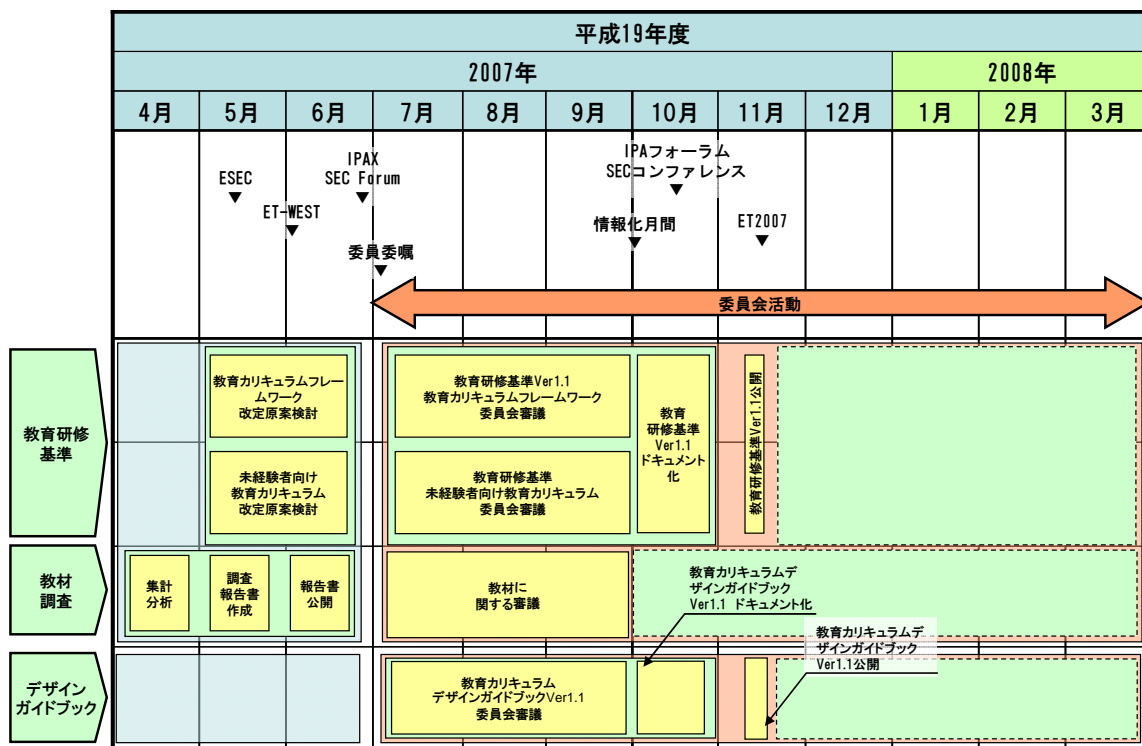 平成19年度
2007年
2008年
4月
5月
6月
7月
8月
9月
10月
11月
12月
1月
2月
3月
IPAX
SEC Forum
ESEC
ET-WEST
委員委嘱
IPAフォーラム
SECコンファレンス
情報化月間
ET2007
委員会活動
教育研修
基準
教育カリキュラムフレー
ムワーク
改定原案検討
未経験者向け
教育カリキュラム
改定原案検討
教育研修基準Ver1.1
教育カリキュラムフレームワーク
委員会審議
教育研修基準
未経験者向け教育カリキュラム
委員会審議
教育
研修基準
Ver1.1
ドキュメント
化
教育研修基準Ver1.1公開
教材
調査
集計
分析
調査
報告書
作成
報告書
公開
教材に
関する審議
教育カリキュラムデ
ザインガイドブック
Ver1.1 ドキュメント化
教育カリキュラムデ
ザインガイドブック
Ver1.1公開
デザイン
ガイドブック
教育カリキュラム
デザインガイドブックVer1.1
委員会審議